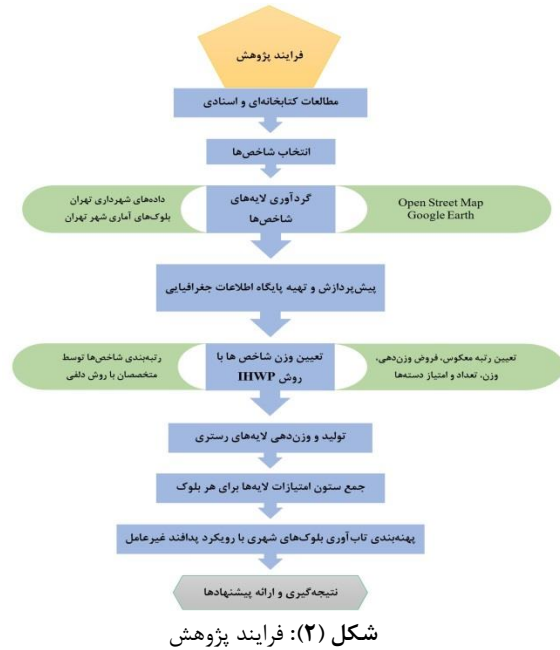 فرایند پژوهش
مطالعات کتابخانه‌ای و اسنادی
انتخاب شاخص‌ها
Open Street Map
Google Earth
گردآوری لایه‌های
شاخص‌ها
داده‌های شهرداری تهران
بلوک‌های آماری شهر تهران
پیش‌پردازش و تهیه پایگاه اطلاعات جغرافیایی
تعیین رتبه معکوس، فروض وزن‌دهی،
وزن، تعداد و امتیاز دسته‌ها
تعیین وزن شاخص ها با
روش IHWP
رتبه‌بندی شاخص‌ها توسط
متخصصان با روش دلفی
تولید و وزن‌دهی لایه‌های رستری
جمع ستون امتیازات لایه‌ها برای هر بلوک
پهنه‌بندی تاب‌آوری بلوک‌های شهری با رویکرد پدافند غیرعامل
نتیجه‌گیری و ارائه پیشنهادها
شکل (۲): فرایند پژوهش